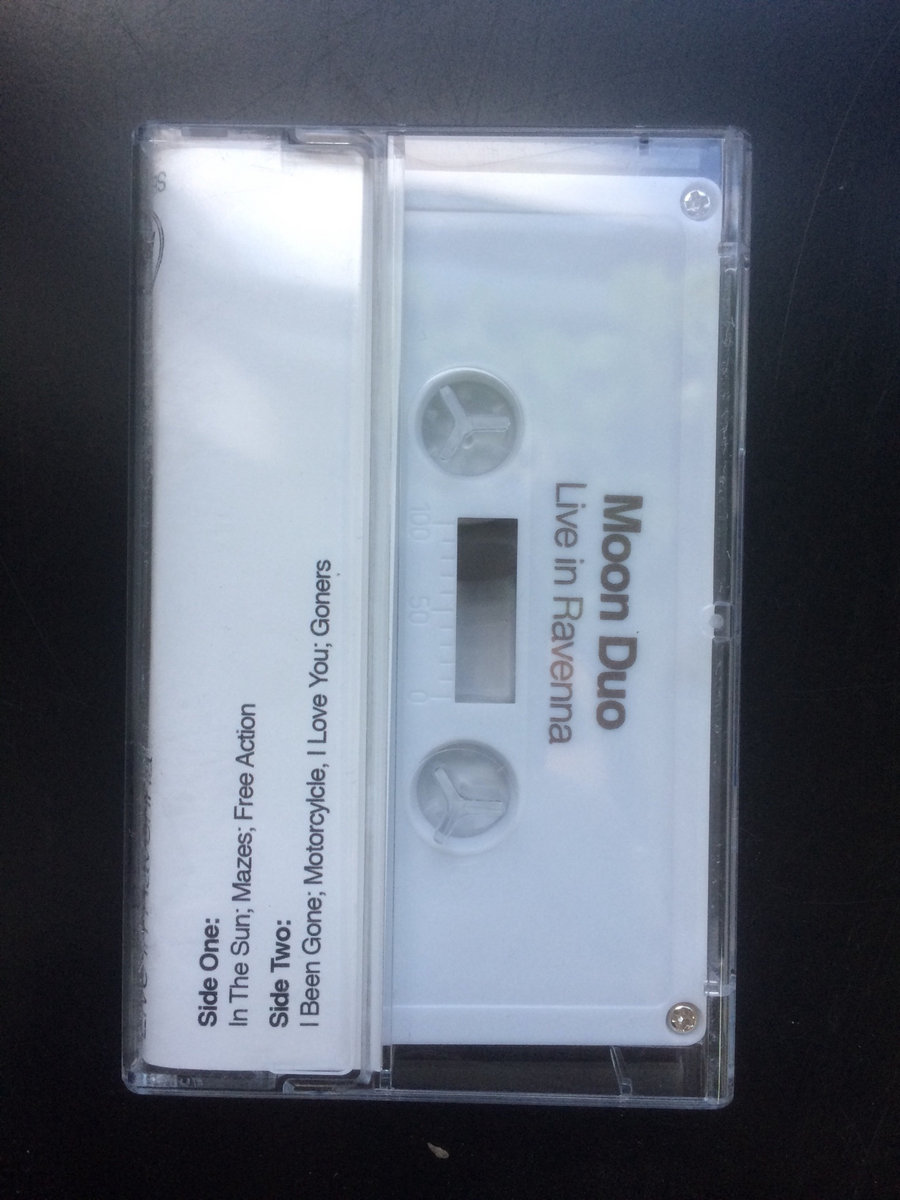 Side One:
In The Sun; Mazes; Free Action
Side Two:
I Been Gone; Motorcylcle, I Love You; Goners
Moon Duo
Live in Ravenna
100 50 0